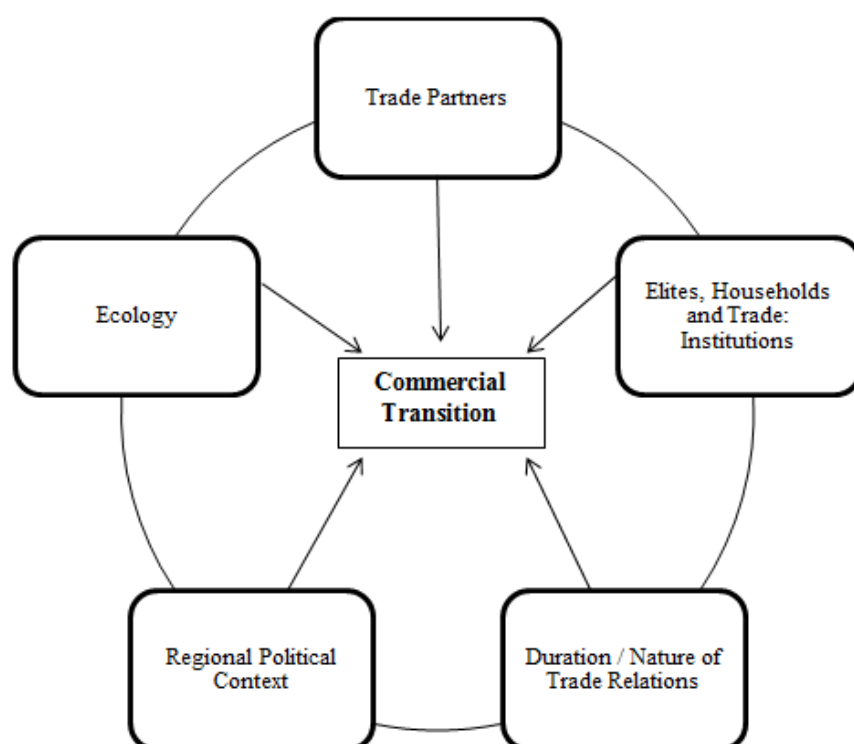 Trade Partners
Ecology
Elites, Households
and Trade:
Institutions
Commercial
Transition
Regional Political
Context
Duration / Nature of
Trade Relations